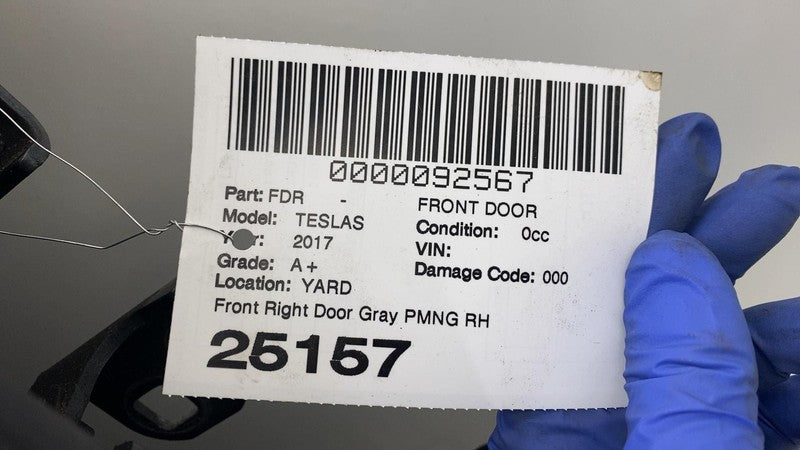 0000092567
Part: FDR - FRONT DOOR
Model: TESLAS Condition: 0cc
2017 VIN:
Grade: A+ Damage Code: 000
Location: YARD
Front Right Door Gray PMNG RH
25157